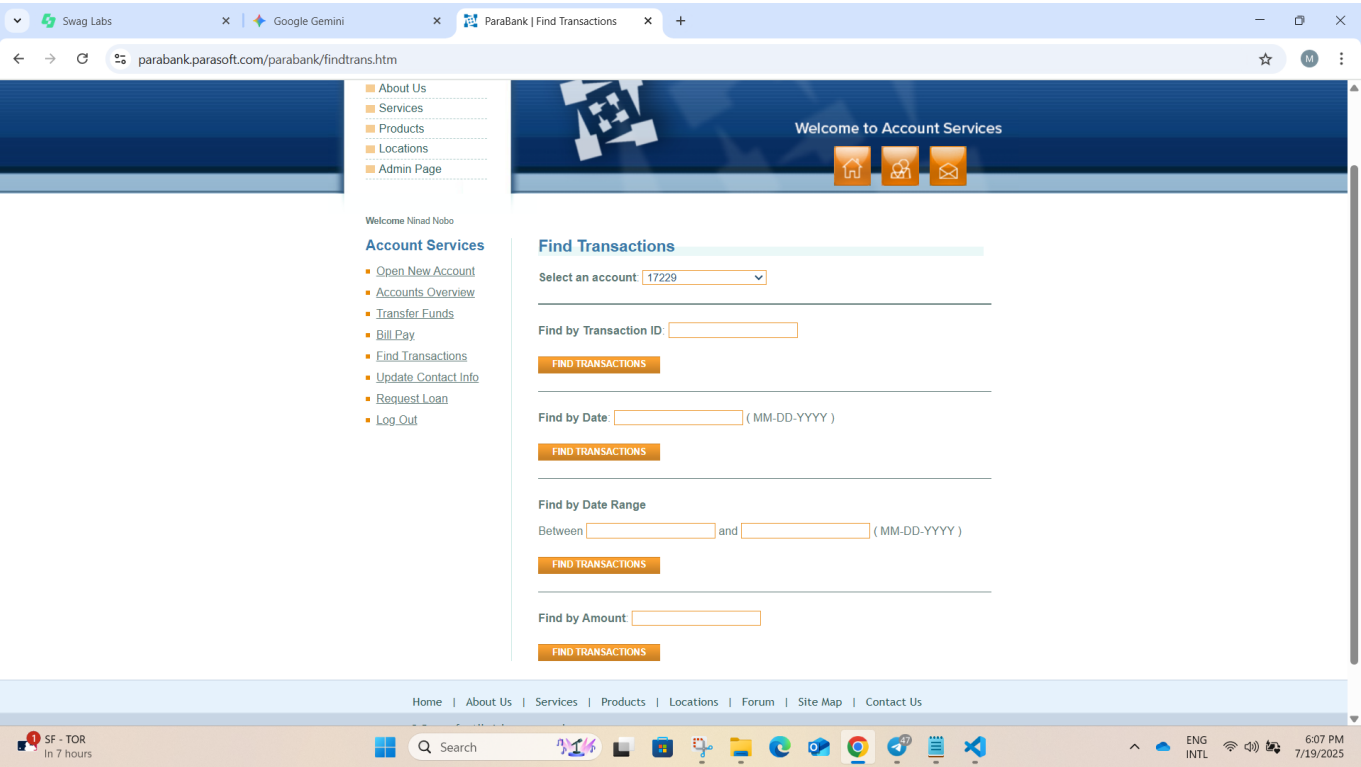 Swag Labs
Google Gemini
ParaBank | Find Transactions
parabank.parasoft.com/parabank/findtrans.htm
M
About Us
Services
Products
Locations
Admin Page
Welcome to Account Services
Welcome Ninad Nobo
Account Services
Open New Account
Accounts Overview
Transfer Funds
Bill Pay
Find Transactions
Update Contact Info
Request Loan
Log Out
Find Transactions
Select an account: 17229
Find by Transaction ID:
FIND TRANSACTIONS
Find by Date: ( MM-DD-YYYY )
FIND TRANSACTIONS
Find by Date Range
Between and ( MM-DD-YYYY )
FIND TRANSACTIONS
Find by Amount:
FIND TRANSACTIONS
Home | About Us | Services | Products | Locations | Forum | Site Map | Contact Us
1
SF - TOR
In 7 hours
Search
47
ENG
INTL
6:07 PM
7/19/2025